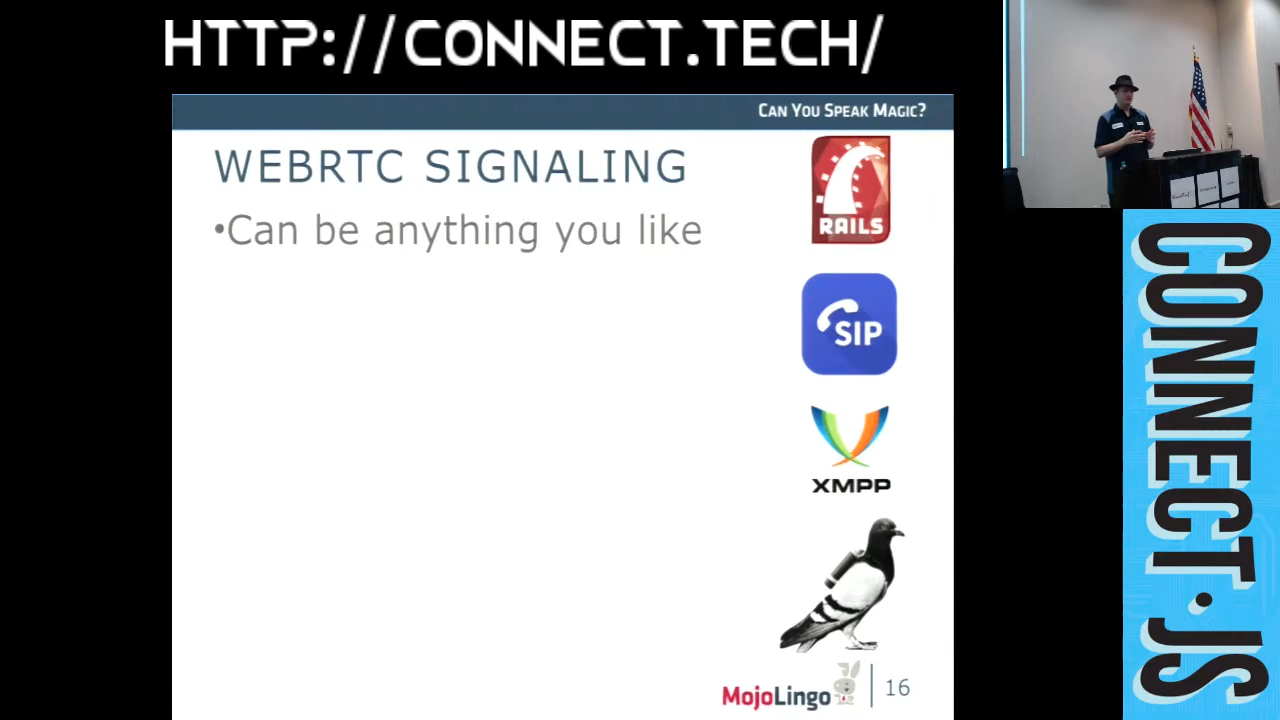 HTTP://CONNECT.TECH/
CAN YOU SPEAK MAGIC?
WEBRTC SIGNALING
•Can be anything you like
RAILS
SIP
XMPP
MojoLingo
16
CONNECT·JS